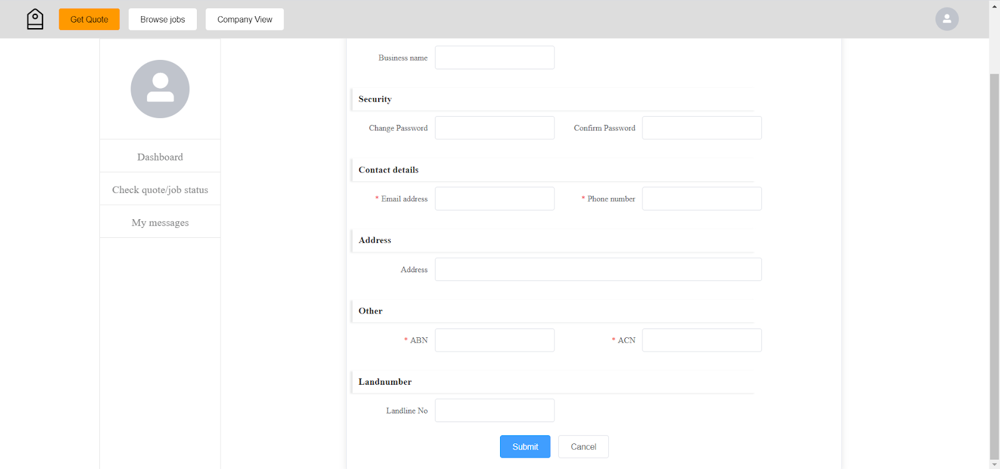 Get Quote Browse jobs Company View
Dashboard
Check quote/job status
My messages
Business name
Security
Change Password Confirm Password
Contact details
* Email address * Phone number
Address
Address
Other
* ABN * ACN
Landnumber
Landline No
Submit Cancel